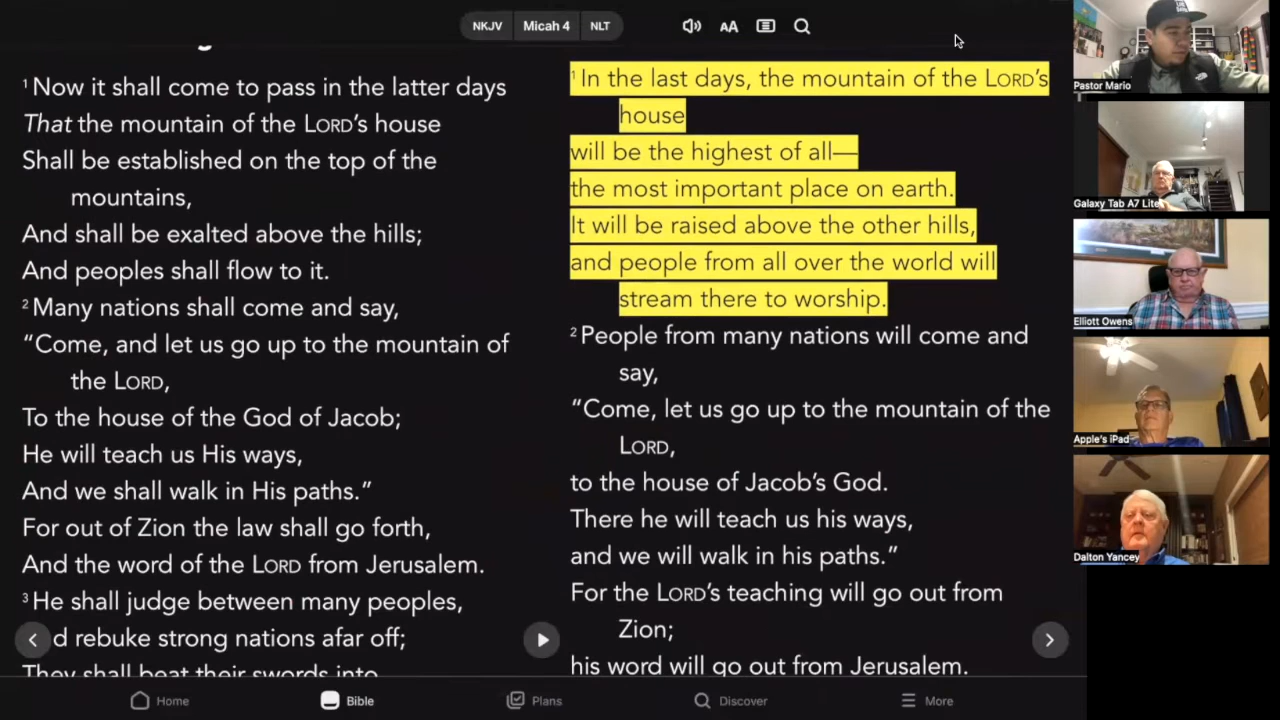 NKJV Micah 4 NLT AA
1 Now it shall come to pass in the latter days
That the mountain of the LORD's house
Shall be established on the top of the
mountains,
And shall be exalted above the hills;
And peoples shall flow to it.
2 Many nations shall come and say,
“Come, and let us go up to the mountain of
the LORD,
To the house of the God of Jacob;
He will teach us His ways,
And we shall walk in His paths.”
For out of Zion the law shall go forth,
And the word of the LORD from Jerusalem.
3 He shall judge between many peoples,
d rebuke strong nations afar off;
They shall beat their swords into
1 In the last days, the mountain of the LORD's
house
will be the highest of all—
the most important place on earth.
It will be raised above the other hills,
and people from all over the world will
stream there to worship.
2 People from many nations will come and
say,
“Come, let us go up to the mountain of the
LORD,
to the house of Jacob's God.
There he will teach us his ways,
and we will walk in his paths.”
For the LORD's teaching will go out from
Zion;
his word will go out from Jerusalem.
Home Bible Plans Discover More
Pastor Mario
Galaxy Tab A7 Lite
Elliott Owens
Apple's iPad
Dalton Yancey